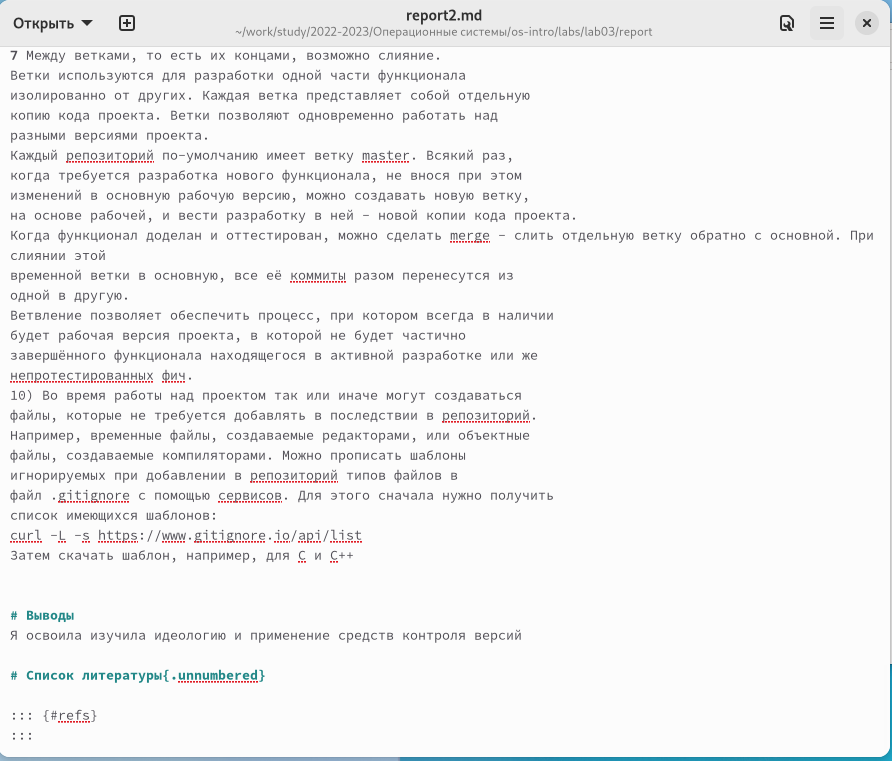 Открыть
report2.md
~/work/study/2022-2023/Операционные системы/os-intro/labs/lab03/report
7 Между ветками, то есть их концами, возможно слияние.
Ветки используются для разработки одной части функционала
изолированно от других. Каждая ветка представляет собой отдельную
копию кода проекта. Ветки позволяют одновременно работать над
разными версиями проекта.
Каждый репозиторий по-умолчанию имеет ветку master. Всякий раз,
когда требуется разработка нового функционала, не внося при этом
изменений в основную рабочую версию, можно создавать новую ветку,
на основе рабочей, и вести разработку в ней – новой копии кода проекта.
Когда функционал доделан и оттестирован, можно сделать merge – слить отдельную ветку обратно с основной. При
слиянии этой
временной ветки в основную, все её коммиты разом перенесутся из
одной в другую.
Ветвление позволяет обеспечить процесс, при котором всегда в наличии
будет рабочая версия проекта, в которой не будет частично
завершённого функционала находящегося в активной разработке или же
непротестированных фич.
10) Во время работы над проектом так или иначе могут создаваться
файлы, которые не требуется добавлять в последствии в репозиторий.
Например, временные файлы, создаваемые редакторами, или объектные
файлы, создаваемые компиляторами. Можно прописать шаблоны
игнорируемых при добавлении в репозиторий типов файлов в
файл .gitignore с помощью сервисов. Для этого сначала нужно получить
список имеющихся шаблонов:
curl -L -s https://www.gitignore.io/api/list
Затем скачать шаблон, например, для C и C++
# Выводы
Я освоила изучила идеологию и применение средств контроля версий
# Список литературы{.unnumbered}
::: {#refs}
:::